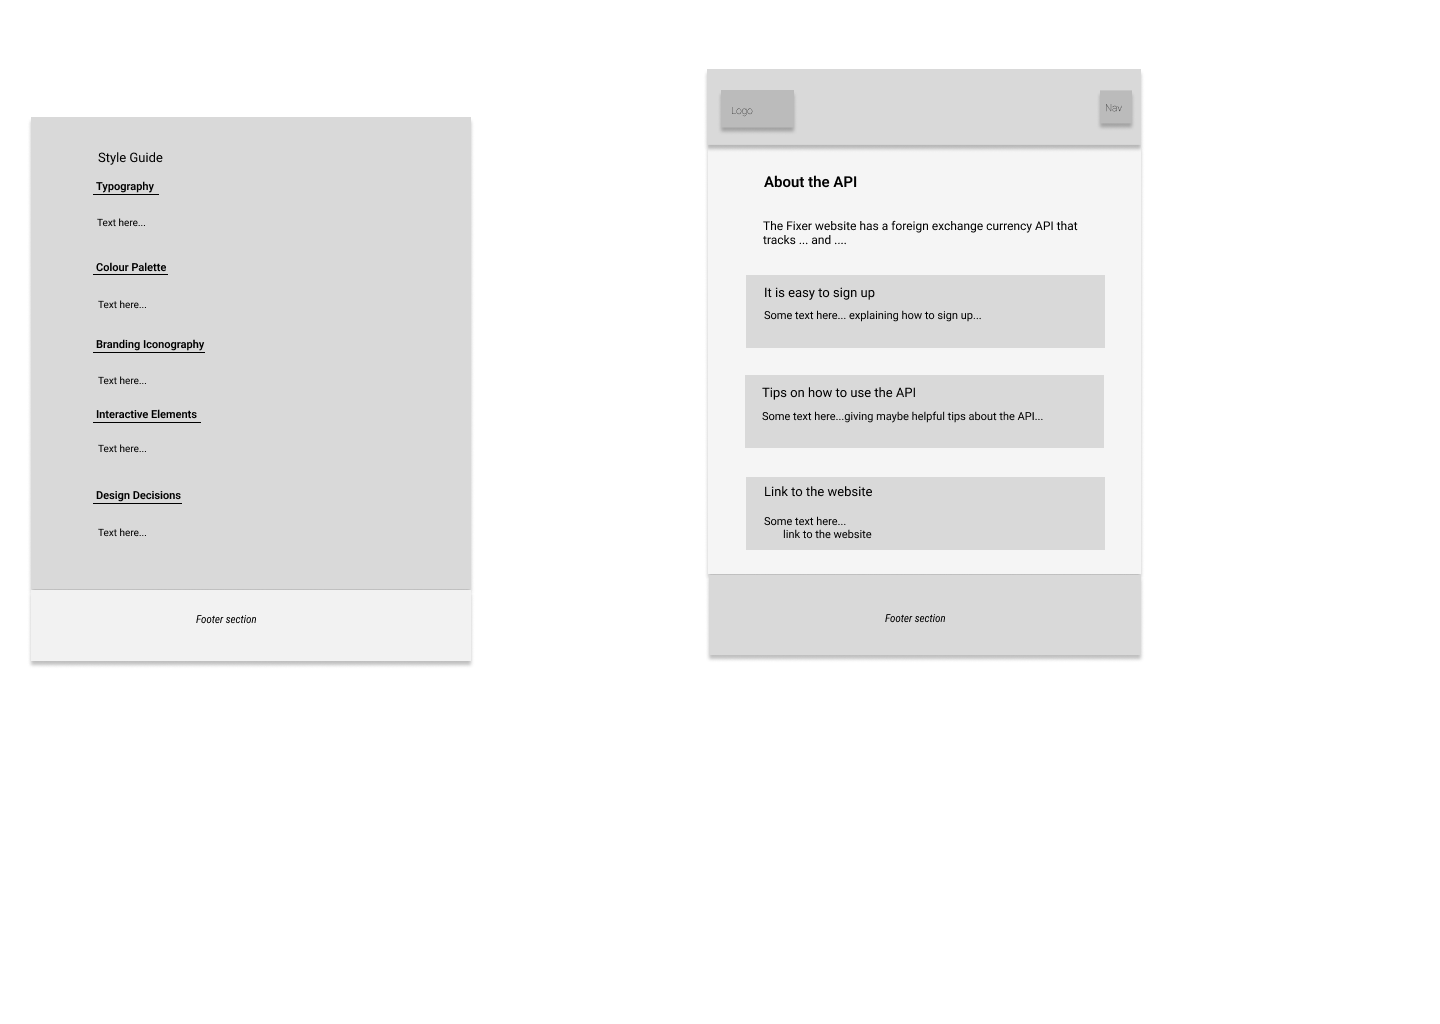 Style Guide
Typography
Text here...
Colour Palette
Text here...
Branding Iconography
Text here...
Interactive Elements
Text here...
Design Decisions
Text here...
Footer section
Logo
Nav
About the API
The Fixer website has a foreign exchange currency API that
tracks ... and ....
It is easy to sign up
Some text here... explaining how to sign up...
Tips on how to use the API
Some text here...giving maybe helpful tips about the API...
Link to the website
Some text here...
link to the website
Footer section